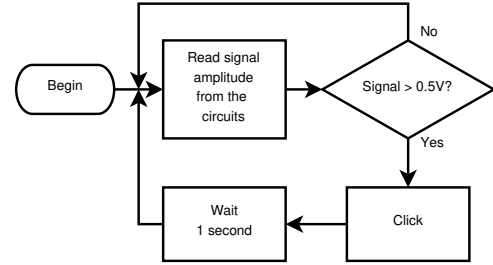 Begin
Read signal
amplitude
from the
circuits
Signal > 0.5V?
No
Yes
Click
Wait
1 second